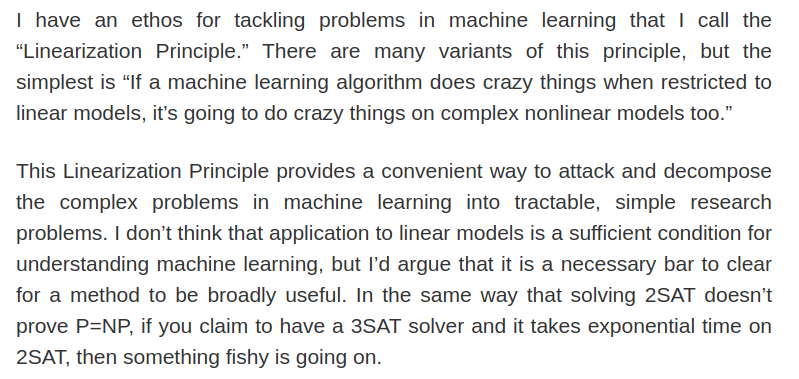 I have an ethos for tackling problems in machine learning that I call the
“Linearization Principle.” There are many variants of this principle, but the
simplest is “If a machine learning algorithm does crazy things when restricted to
linear models, it’s going to do crazy things on complex nonlinear models too.”
This Linearization Principle provides a convenient way to attack and decompose
the complex problems in machine learning into tractable, simple research
problems. I don’t think that application to linear models is a sufficient condition for
understanding machine learning, but I’d argue that it is a necessary bar to clear
for a method to be broadly useful. In the same way that solving 2SAT doesn’t
prove P=NP, if you claim to have a 3SAT solver and it takes exponential time on
2SAT, then something fishy is going on.